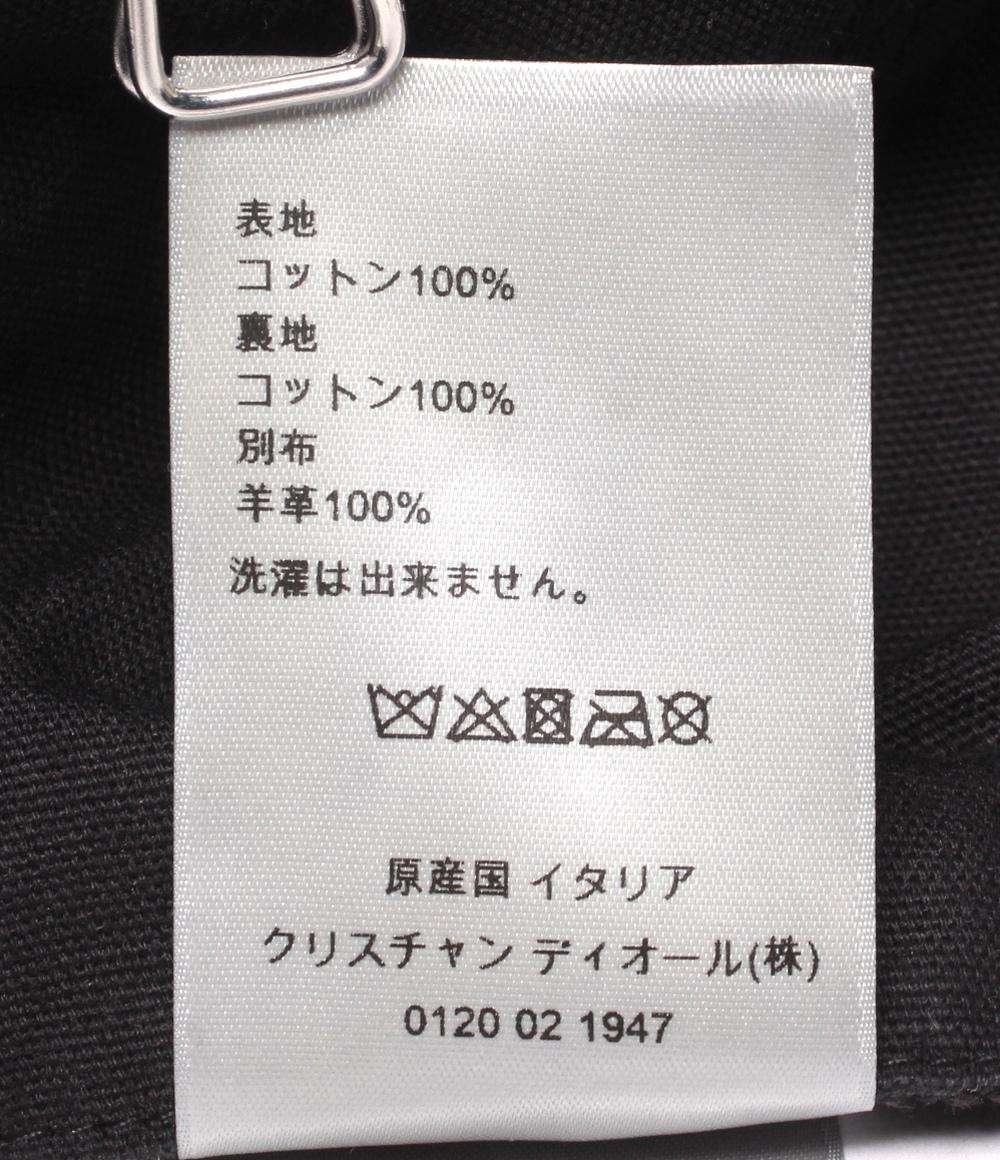 表地
コットン100%
裏地
コットン100%
別布
羊革100%
洗濯は出来ません。
原産国 イタリア
クリスチャン ディオール(株)
0120 02 1947